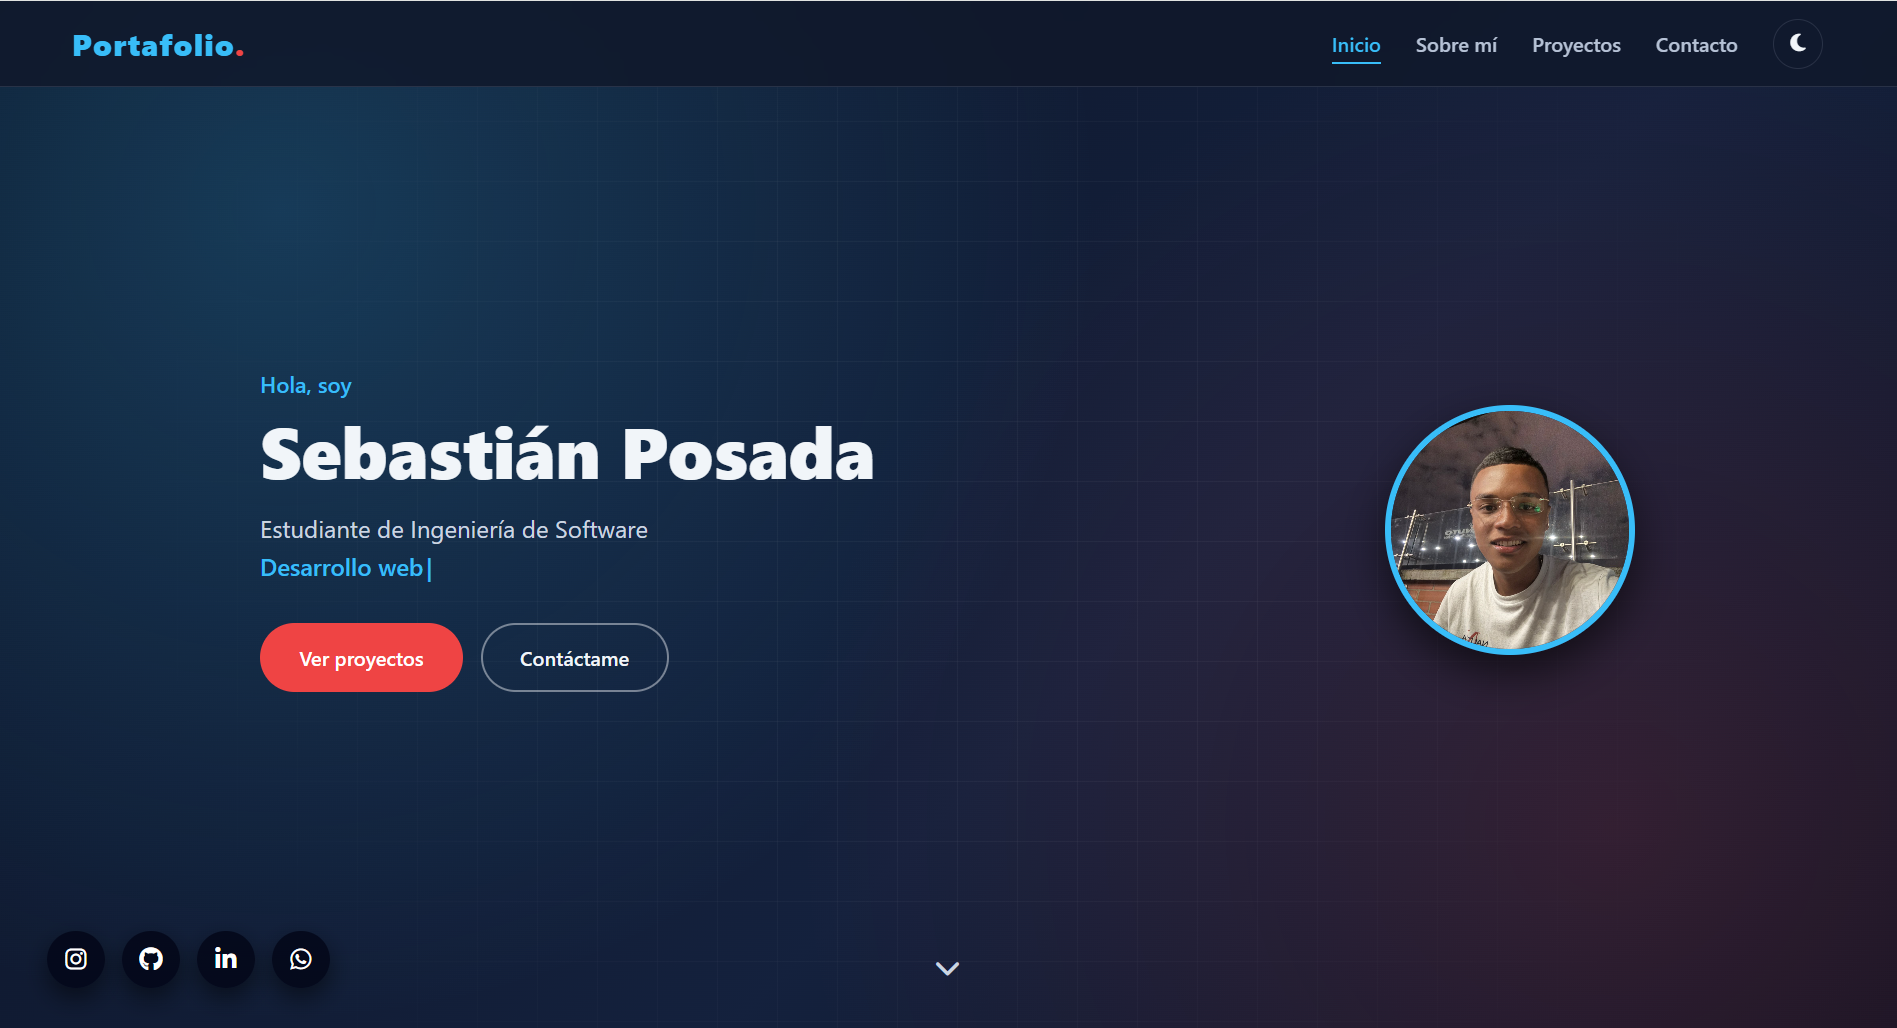 Portafolio.
Inicio Sobre mí Proyectos Contacto
Hola, soy
Sebastián Posada
Estudiante de Ingeniería de Software
Desarrollo web|
Ver proyectos Contáctame